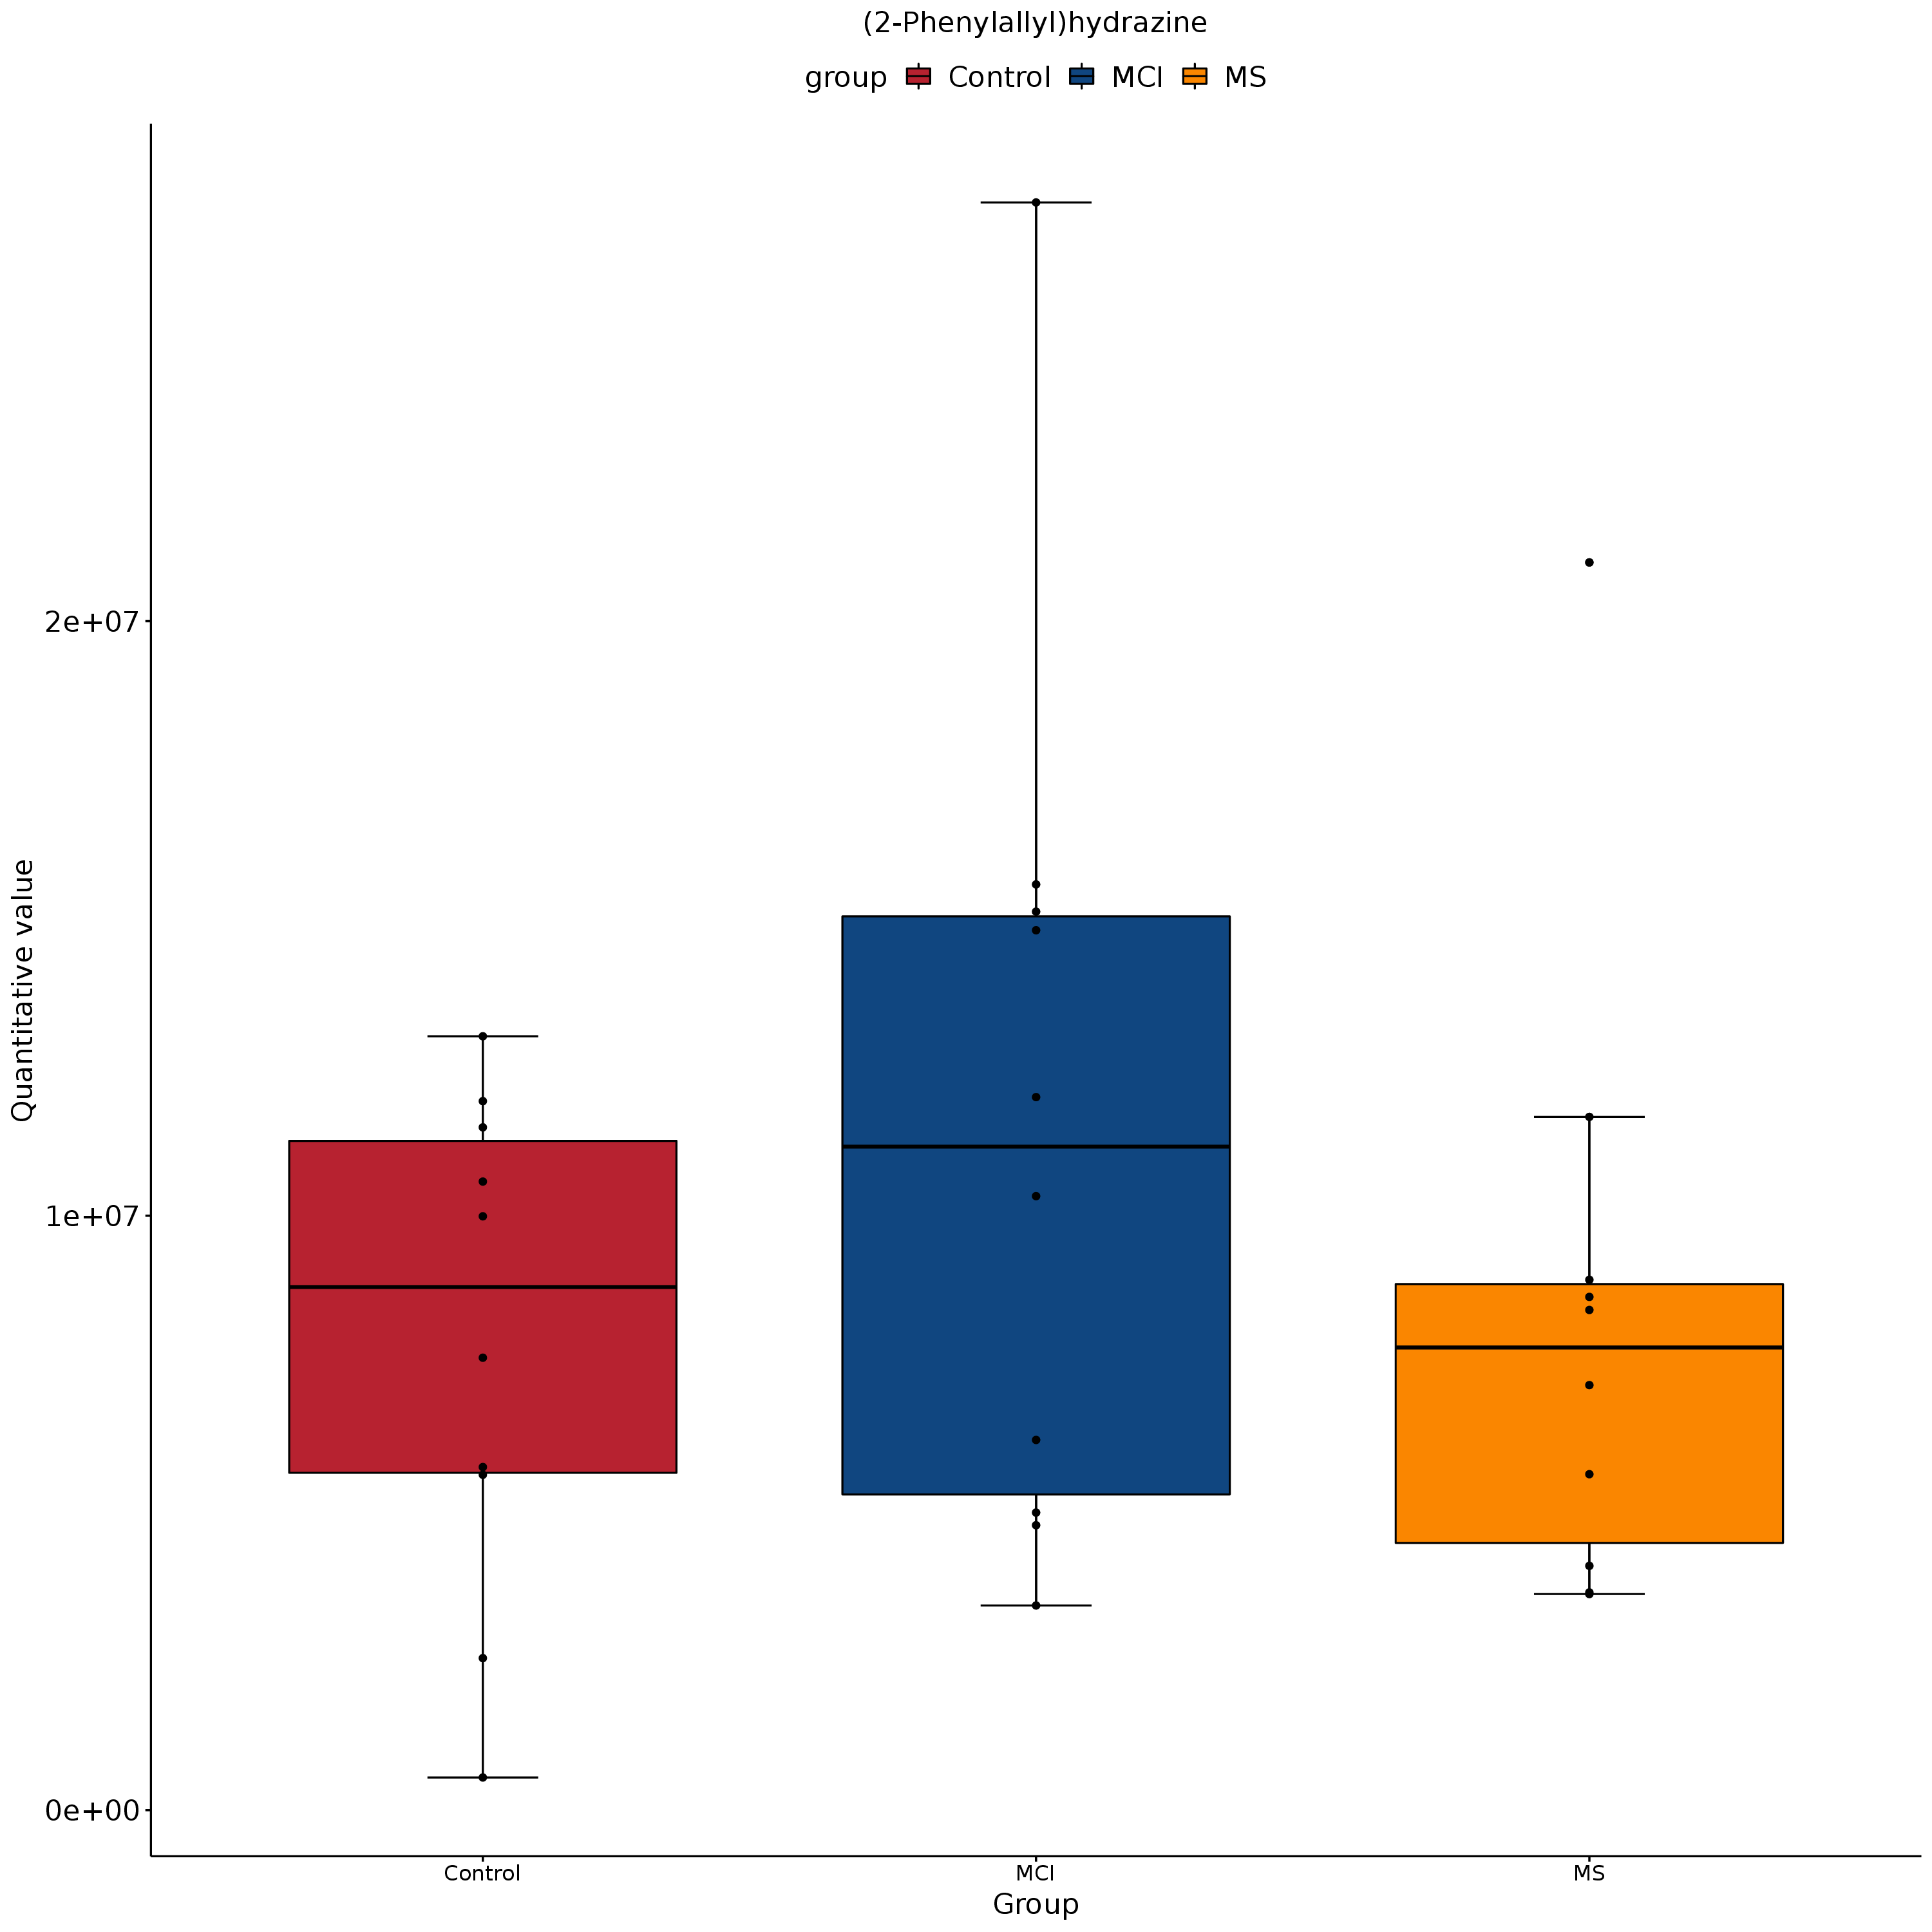 (2-Phenylallyl)hydrazine
group Control MCI MS
Quantitative value
2e+07
1e+07
0e+00
Control MCI MS
Group